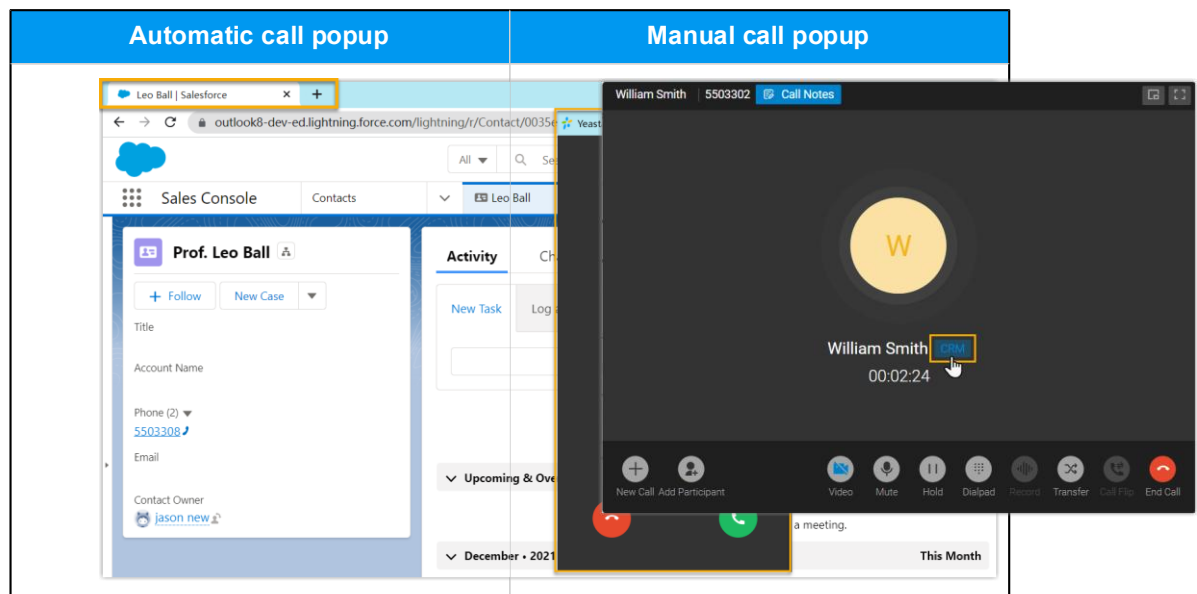 Automatic call popup
Manual call popup
Leo Ball | Salesforce
outlook8-dev-ed.lightning.force.com/lightning/r/Contact/0035e
All
Sales Console
Contacts
Leo Ball
Prof. Leo Ball
Follow
New Case
Title
Account Name
Phone (2)
5503308
Email
Contact Owner
jason new
Activity
New Task
Log
Upcoming & Ove
December • 2021
This Month
a meeting.
Yeast
William Smith
5503302
Call Notes
W
William Smith
CRM
00:02:24
New Call
Add Participant
Video
Mute
Hold
Dialpad
Record
Transfer
Call Flip
End Call